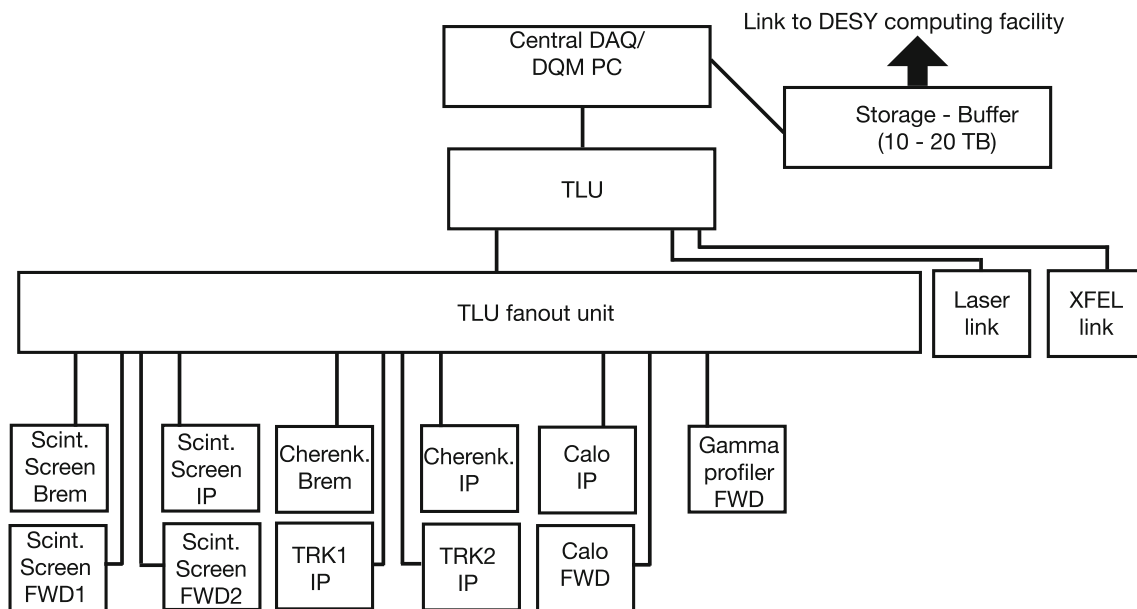 Link to DESY computing facility
Central DAQ/
DQM PC
Storage - Buffer
(10 - 20 TB)
TLU
TLU fanout unit
Laser
link
XFEL
link
Scint.
Screen
Brem
Scint.
Screen
IP
Cherenk.
Brem
Cherenk.
IP
Calo
IP
Gamma
profiler
FWD
Scint.
Screen
FWD1
Scint.
Screen
FWD2
TRK1
IP
TRK2
IP
Calo
FWD